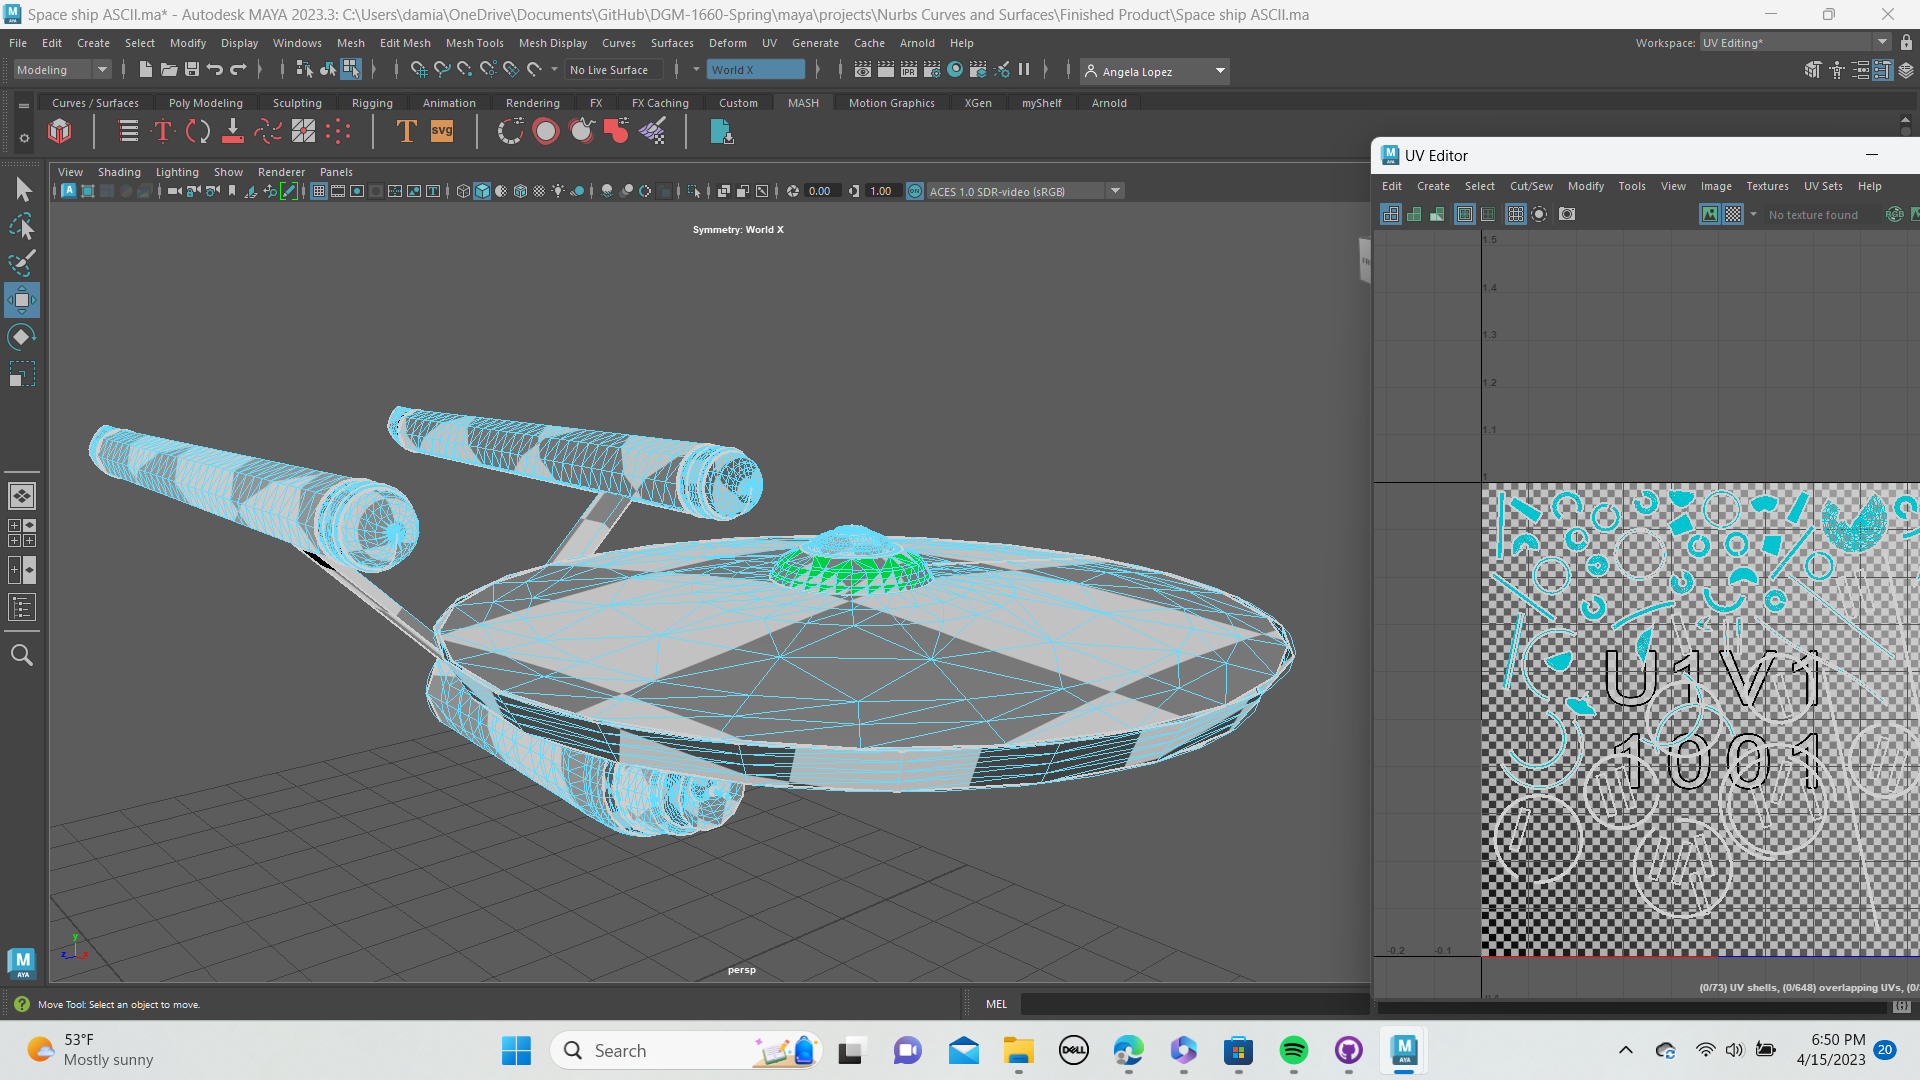 Space ship ASCII.ma* - Autodesk MAYA 2023.3: C:\Users\damia\OneDrive\Documents\GitHub\DGM-1660-Spring\maya\projects\Nurbs Curves and Surfaces\Finished Product\Space ship ASCII.ma
File Edit Create Select Modify Display Windows Mesh Edit Mesh Mesh Tools Mesh Display Curves Surfaces Deform UV Generate Cache Arnold Help
Workspace: UV Editing*
Modeling
No Live Surface
World X
IPR
Angela Lopez
Curves / Surfaces Poly Modeling Sculpting Rigging Animation Rendering FX FX Caching Custom MASH Motion Graphics XGen myShelf Arnold
T
T
svg
View Shading Lighting Show Renderer Panels
0.00
1.00
ON
ACES 1.0 SDR-video (sRGB)
Symmetry: World X
persp
y
z
x
M
AYA
UV Editor
Edit Create Select Cut/Sew Modify Tools View Image Textures UV Sets Help
No texture found
RGB
1.5
1.4
1.3
1.2
1.1
1
U1V1
1001
-0.2
-0.1
(0/73) UV shells, (0/648) overlapping UVs, (0/
Move Tool: Select an object to move.
MEL
53°F
Mostly sunny
Search
DELL
M
AYA
6:50 PM
4/15/2023
20